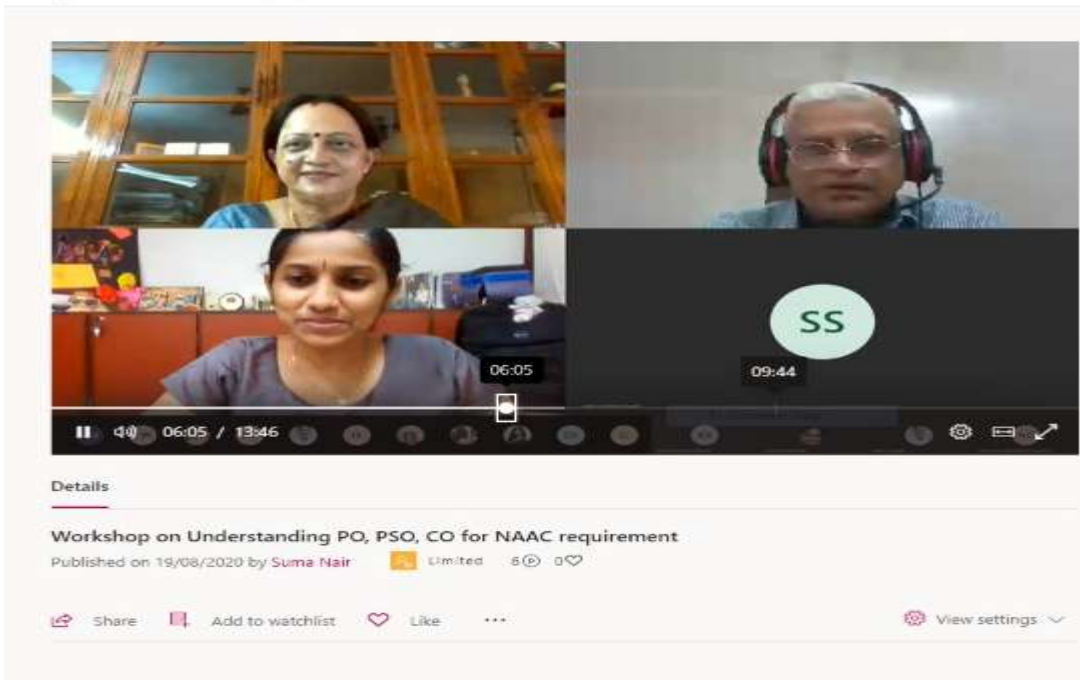 SS
06:05
09:44
06:05 / 13:46
Details
Workshop on Understanding PO, PSO, CO for NAAC requirement
Published on 19/08/2020 by Suma Nair Limited 6 0
Share Add to watchlist Like ... View settings